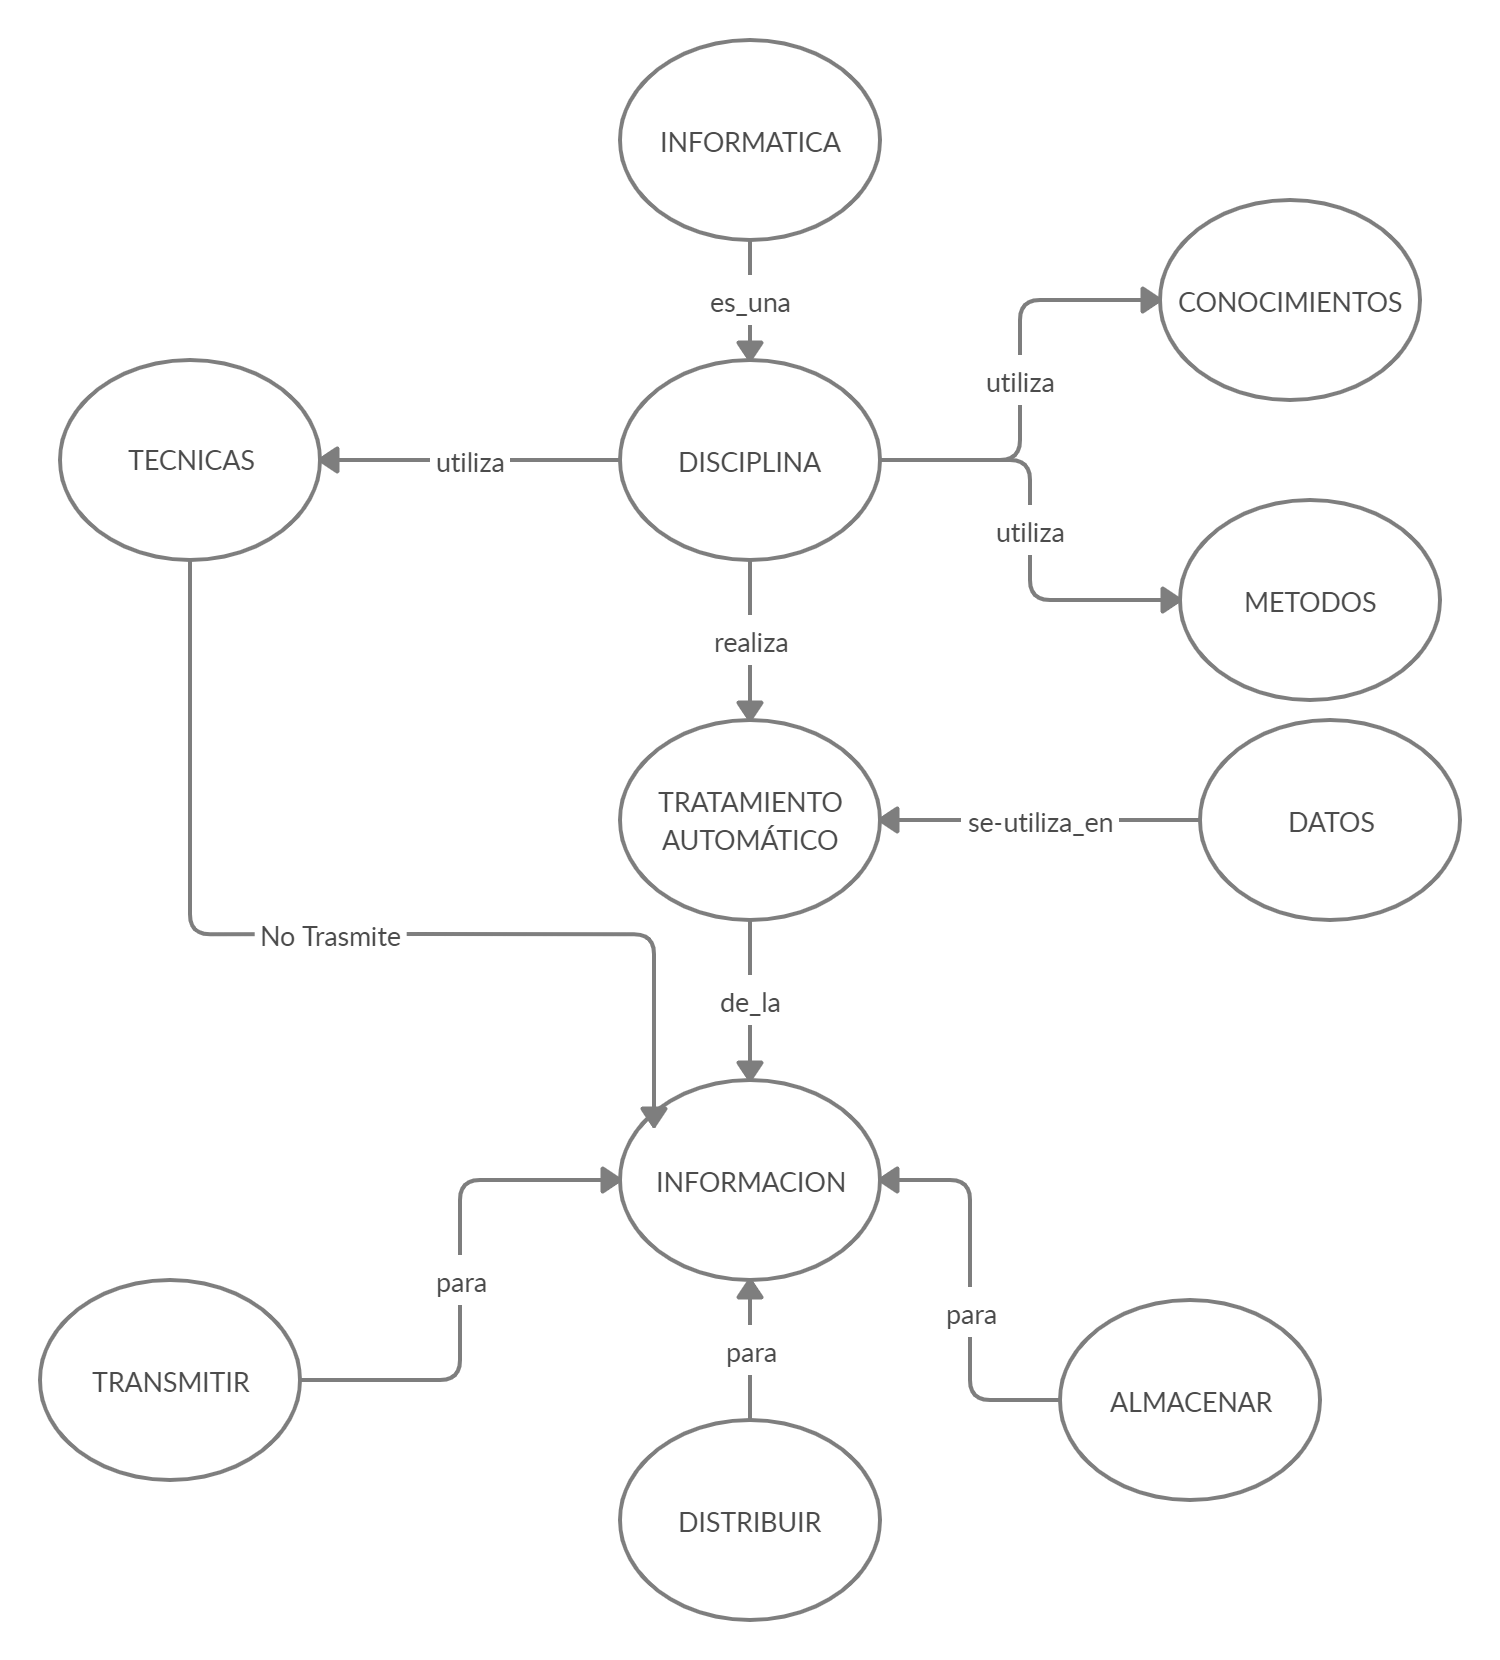 INFORMATICA
es_una
CONOCIMIENTOS
utiliza
TECNICAS
utiliza
DISCIPLINA
utiliza
METODOS
realiza
TRATAMIENTO
AUTOMÁTICO
se-utiliza_en
DATOS
No Trasmite
de_la
INFORMACION
para
para
para
TRANSMITIR
ALMACENAR
DISTRIBUIR